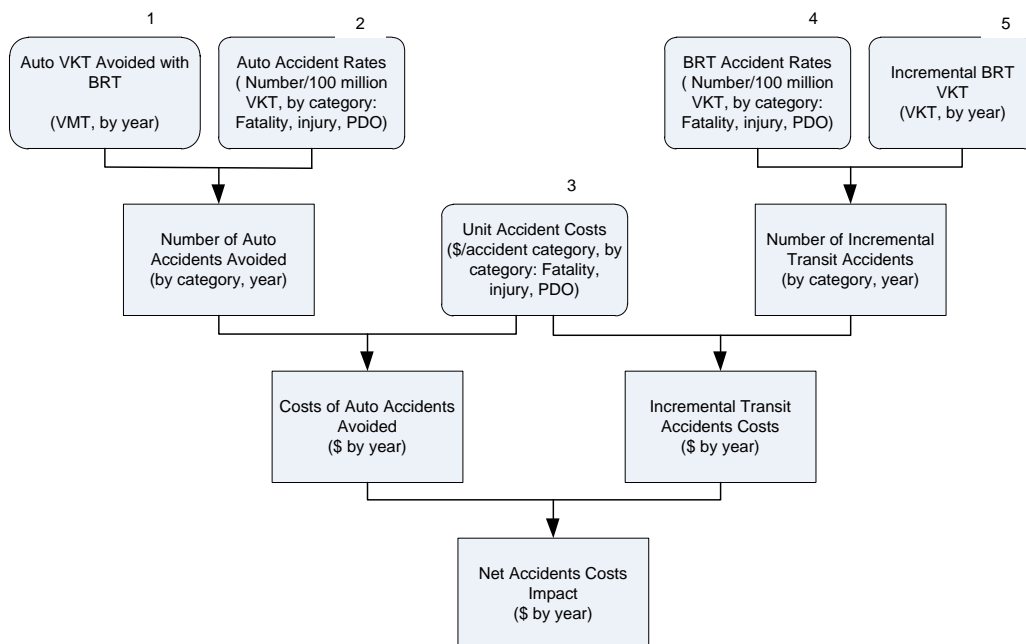 1
Auto VKT Avoided with
BRT
(VMT, by year)
2
Auto Accident Rates
( Number/100 million
VKT, by category:
Fatality, injury, PDO)
4
BRT Accident Rates
( Number/100 million
VKT, by category:
Fatality, injury, PDO)
5
Incremental BRT
VKT
(VKT, by year)
Number of Auto
Accidents Avoided
(by category, year)
3
Unit Accident Costs
($/accident category, by
category: Fatality,
injury, PDO)
Number of Incremental
Transit Accidents
(by category, year)
Costs of Auto Accidents
Avoided
($ by year)
Incremental Transit
Accidents Costs
($ by year)
Net Accidents Costs
Impact
($ by year)